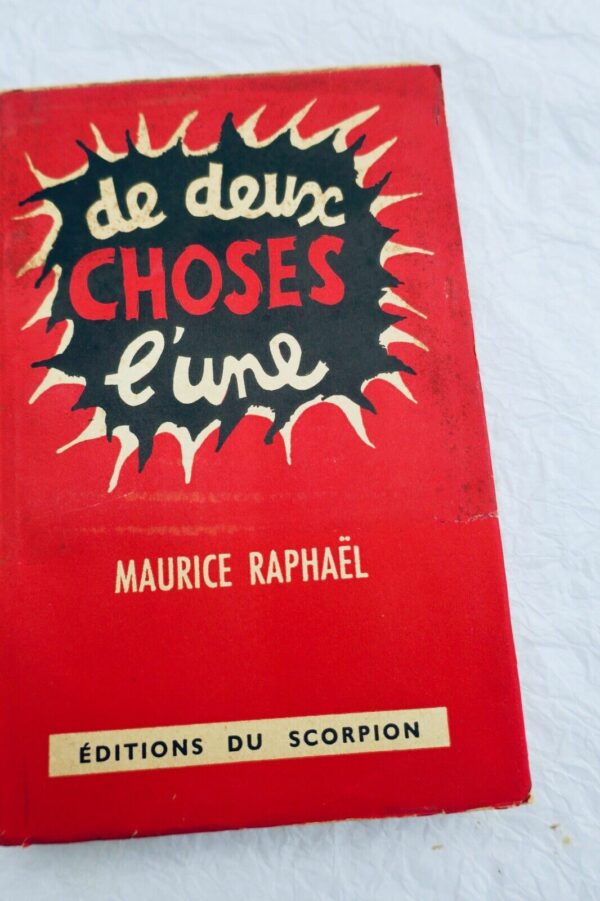 de deux
CHOSES
l'une
MAURICE RAPHAËL
ÉDITIONS DU SCORPION